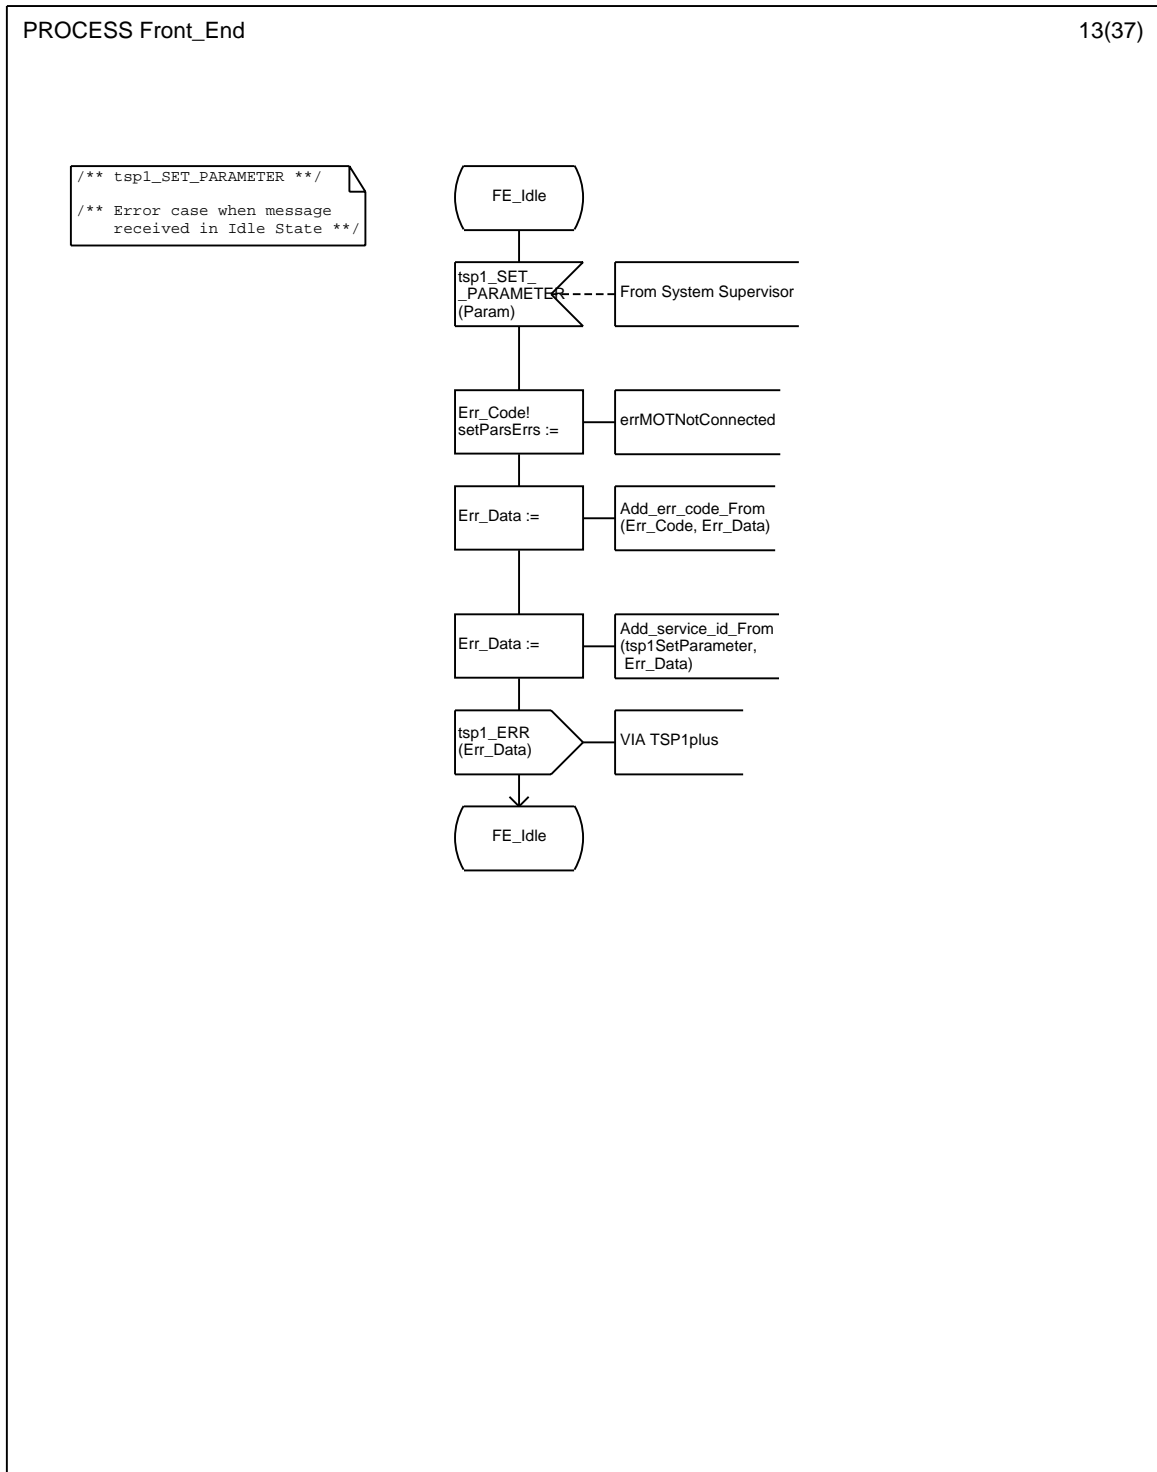 PROCESS Front_End
13(37)
/** tsp1_SET_PARAMETER **/
/** Error case when message
received in Idle State **/
FE_Idle
tsp1_SET_
_PARAMETER
(Param)
From System Supervisor
Err_Code!
setParsErrs :=
errMOTNotConnected
Err_Data :=
Add_err_code_From
(Err_Code, Err_Data)
Err_Data :=
Add_service_id_From
(tsp1SetParameter,
Err_Data)
tsp1_ERR
(Err_Data)
VIA TSP1plus
FE_Idle